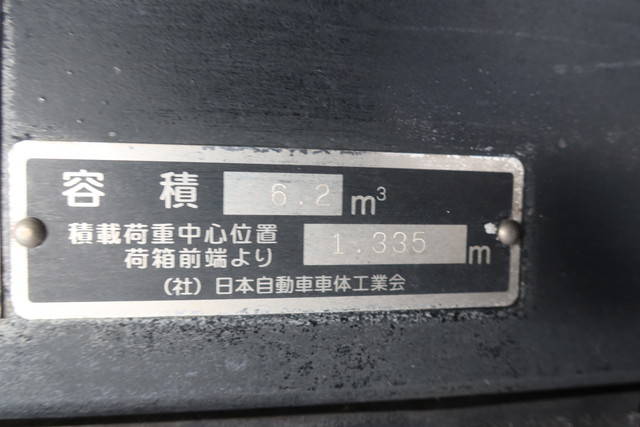 容 積 6.2 m³
積載荷重中心位置
荷箱前端より 1.335 m
(社)日本自動車車体工業会